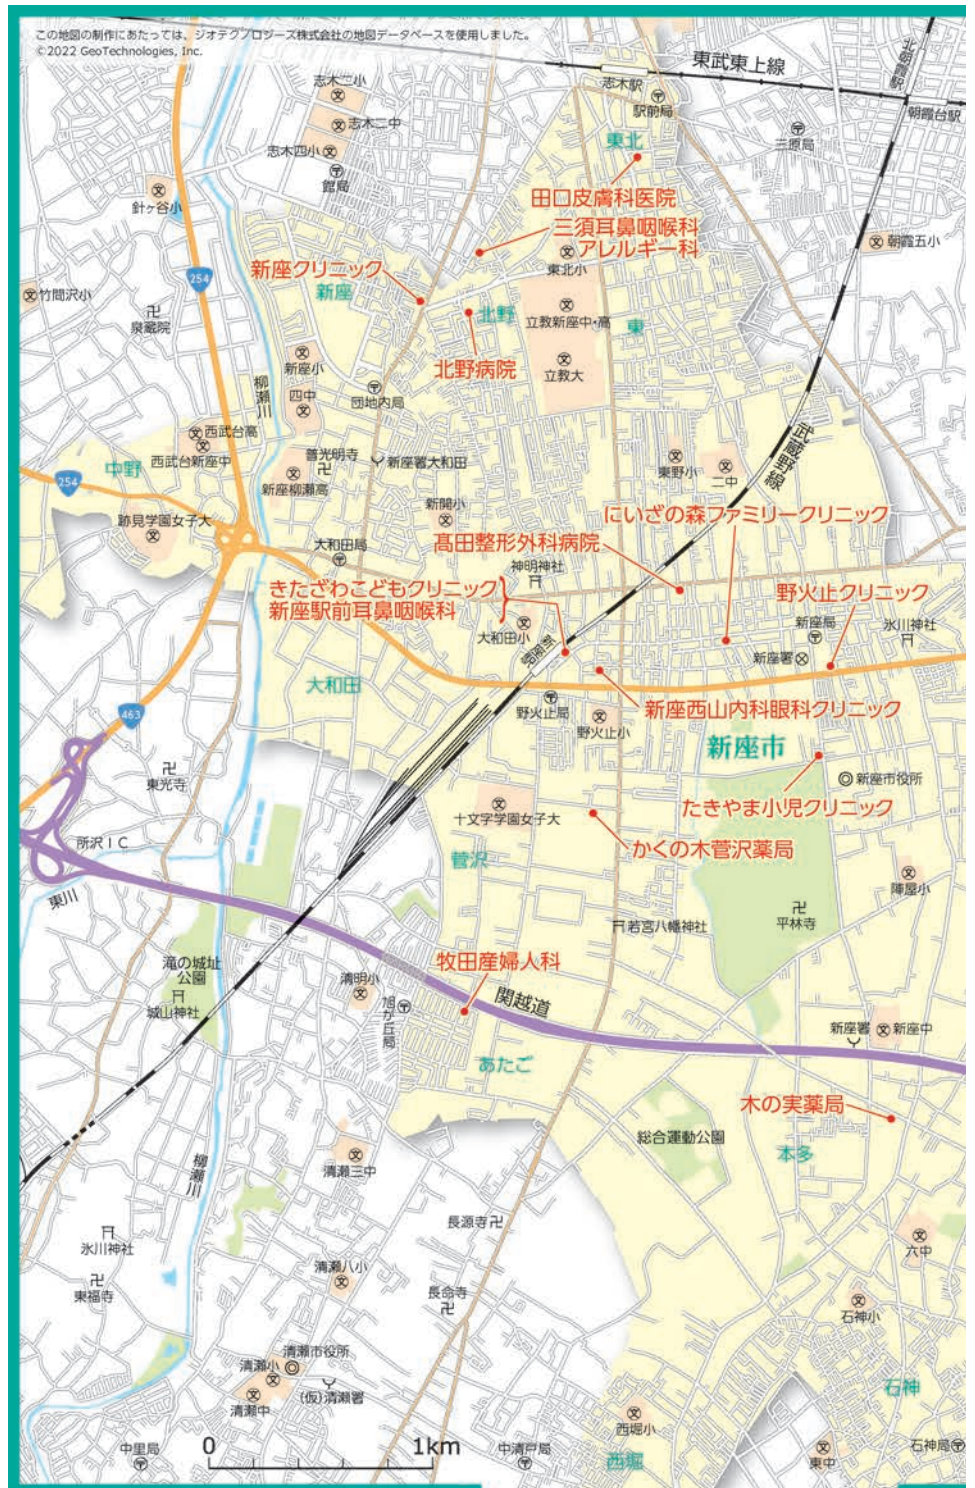 この地図の制作にあたっては、ジオテクノロジーズ株式会社の地図データベースを使用しました。
©2022 GeoTechnologies, Inc.
東武東上線
北朝霞駅
志木駅
朝霞台駅
志木二小
駅前局
志木二中
東北
三原局
志木四小
館局
田口皮膚科医院
針ヶ谷小
三須耳鼻咽喉科
アレルギー科
朝霞五小
東北小
新座クリニック
254
新座
竹間沢小
泉蔵院
北野
立教新座中・高
東
新座小
北野病院
立教大
柳瀬川
四中
団地内局
武蔵野線
西武台高
西武台新座中
普光明寺
新座署大和田
中野
東野小
二中
254
新座柳瀬高
新開小
にいざの森ファミリークリニック
跡見学園女子大
大和田局
髙田整形外科病院
神明神社
きたざわこどもクリニック
新座駅前耳鼻咽喉科
野火止クリニック
新座局
氷川神社
大和田小
新座駅
新座署
大和田
野火止局
新座西山内科眼科クリニック
463
野火止小
新座市
東光寺
新座市役所
たきやま小児クリニック
十文字学園女子大
所沢IC
かくの木菅沢薬局
菅沢
陣屋小
東川
平林寺
若宮八幡神社
滝の城址
公園
牧田産婦人科
清明小
城山神社
旭が丘局
関越道
新座署
新座中
あたご
木の実薬局
総合運動公園
本多
清瀬三中
柳瀬川
長源寺
氷川神社
六中
清瀬八小
東福寺
長命寺
石神小
清瀬市役所
清瀬小
石神
清瀬中
(仮)清瀬署
西堀小
0
1km
中里局
中清戸局
西堀
東中
石神局